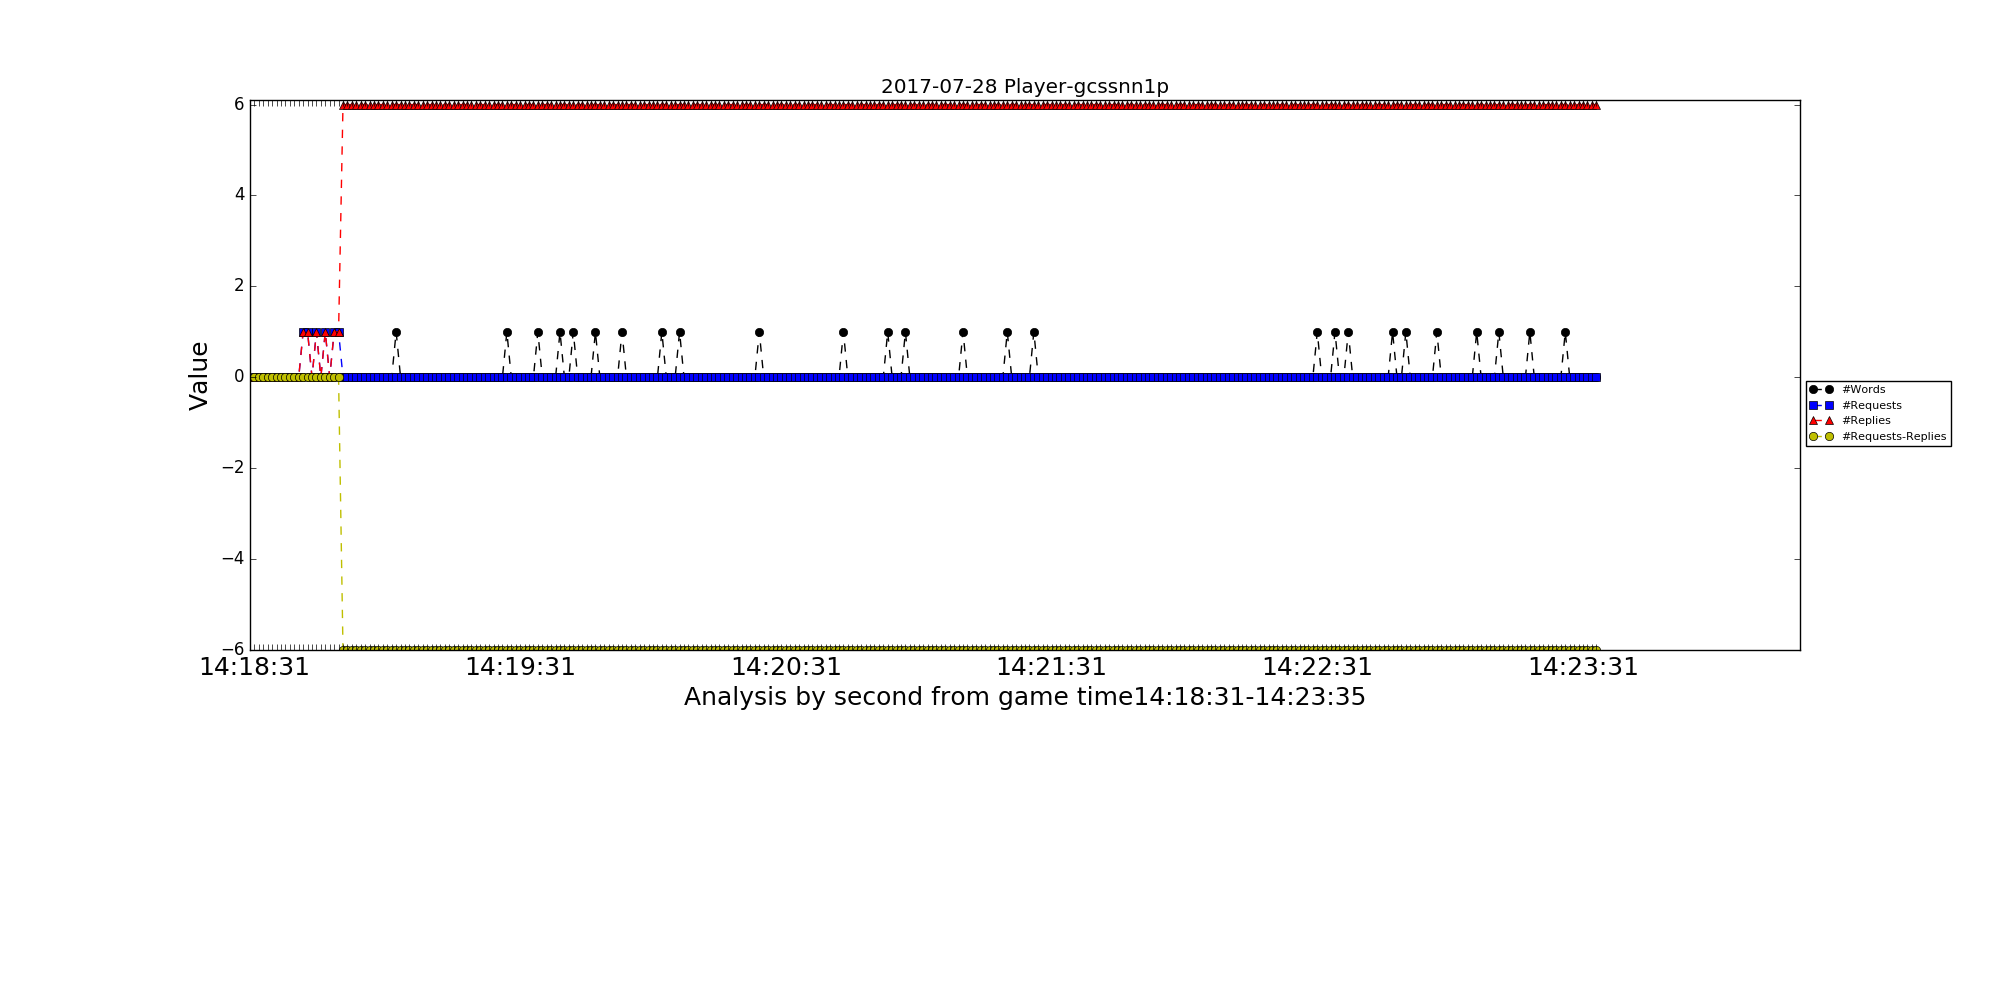 2017-07-28 Player-gcssnn1p
6
4
2
0
−2
−4
−6
Value
14:18:31 14:19:31 14:20:31 14:21:31 14:22:31 14:23:31
Analysis by second from game time14:18:31-14:23:35
#Words
#Requests
#Replies
#Requests-Replies